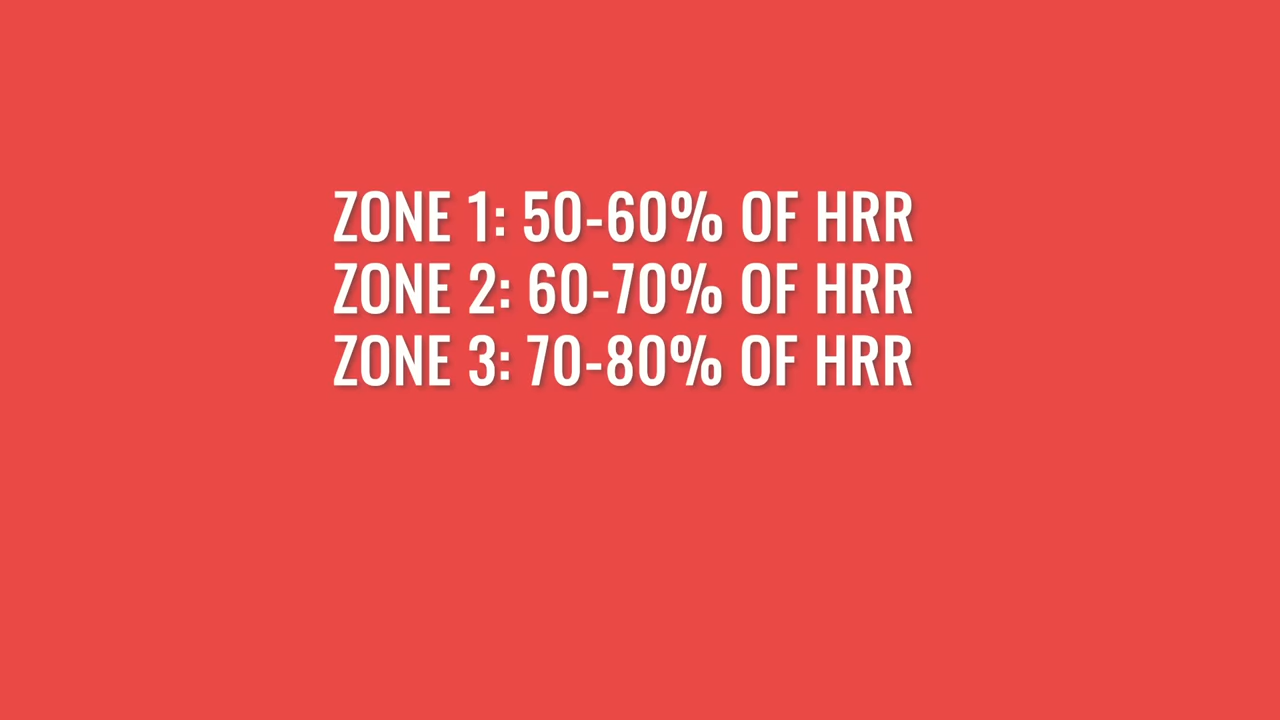 ZONE 1: 50-60% OF HRR
ZONE 2: 60-70% OF HRR
ZONE 3: 70-80% OF HRR